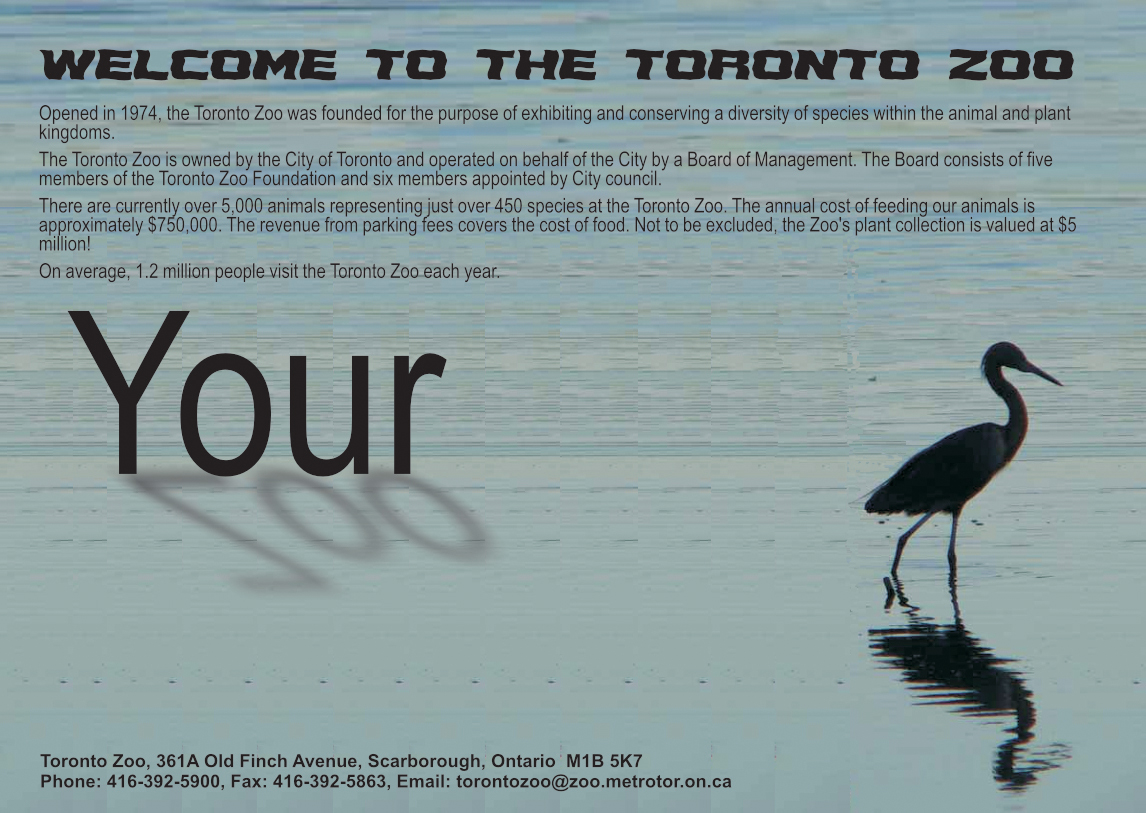 WELCOME TO THE TORONTO ZOO
Opened in 1974, the Toronto Zoo was founded for the purpose of exhibiting and conserving a diversity of species within the animal and plant
kingdoms.
The Toronto Zoo is owned by the City of Toronto and operated on behalf of the City by a Board of Management. The Board consists of five
members of the Toronto Zoo Foundation and six members appointed by City council.
There are currently over 5,000 animals representing just over 450 species at the Toronto Zoo. The annual cost of feeding our animals is
approximately $750,000. The revenue from parking fees covers the cost of food. Not to be excluded, the Zoo's plant collection is valued at $5
million!
On average, 1.2 million people visit the Toronto Zoo each year.
Your
zoo
Toronto Zoo, 361A Old Finch Avenue, Scarborough, Ontario M1B 5K7
Phone: 416-392-5900, Fax: 416-392-5863, Email: torontozoo@zoo.metrotor.on.ca